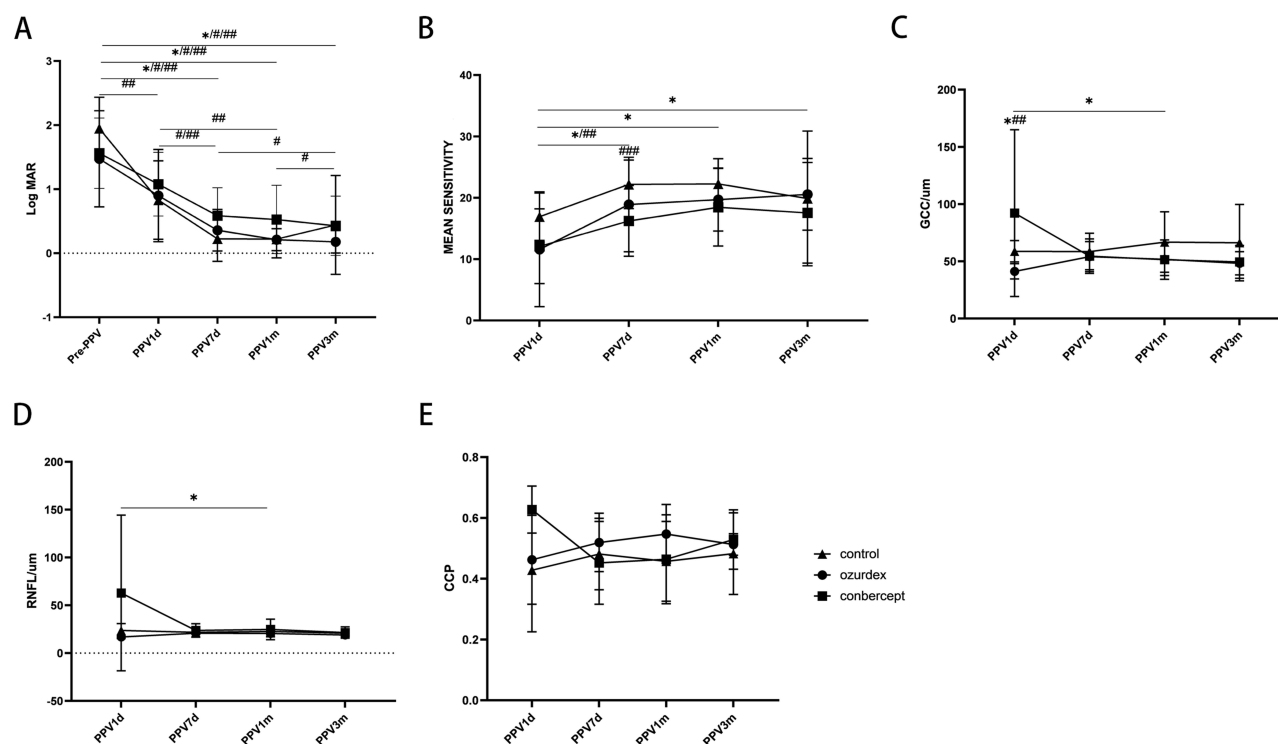 A
*/#/##
*/#/##
*/#/##
##
##
#/##
#
#
3
2
1
0
-1
Log MAR
Pre-PPV
PPV1d
PPV7d
PPV1m
PPV3m
B
*
*
*/##
###
40
30
20
10
0
MEAN SENSITIVITY
PPV1d
PPV7d
PPV1m
PPV3m
C
*
*##
200
150
100
50
0
GCC/um
PPV1d
PPV7d
PPV1m
PPV3m
D
*
200
150
100
50
0
-50
RNFL/um
PPV1d
PPV7d
PPV1m
PPV3m
E
0.8
0.6
0.4
0.2
0.0
CCP
PPV1d
PPV7d
PPV1m
PPV3m
control
ozurdex
conbercept